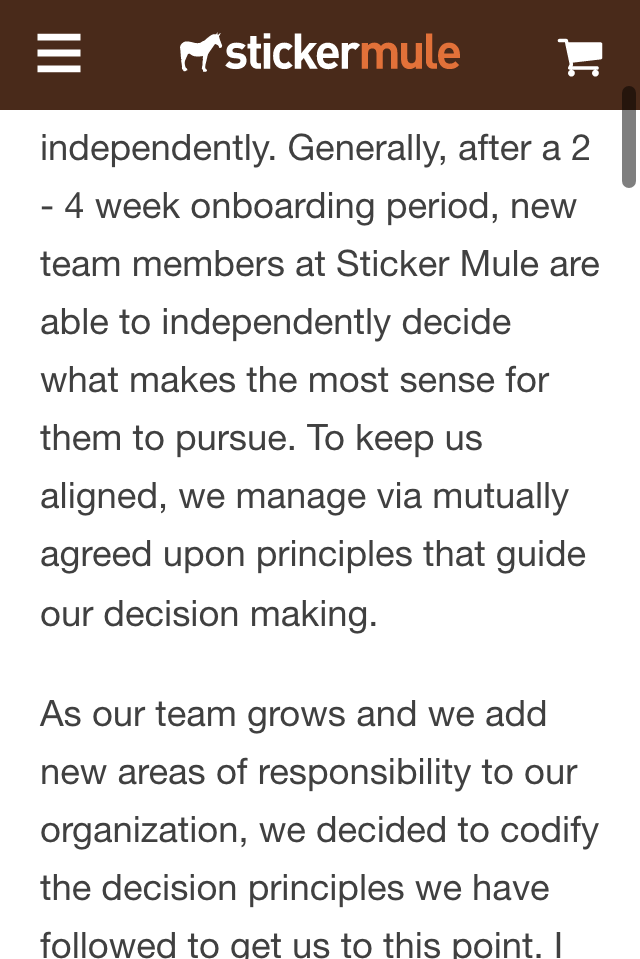 stickermule
independently. Generally, after a 2
- 4 week onboarding period, new
team members at Sticker Mule are
able to independently decide
what makes the most sense for
them to pursue. To keep us
aligned, we manage via mutually
agreed upon principles that guide
our decision making.
As our team grows and we add
new areas of responsibility to our
organization, we decided to codify
the decision principles we have
followed to get us to this point. I